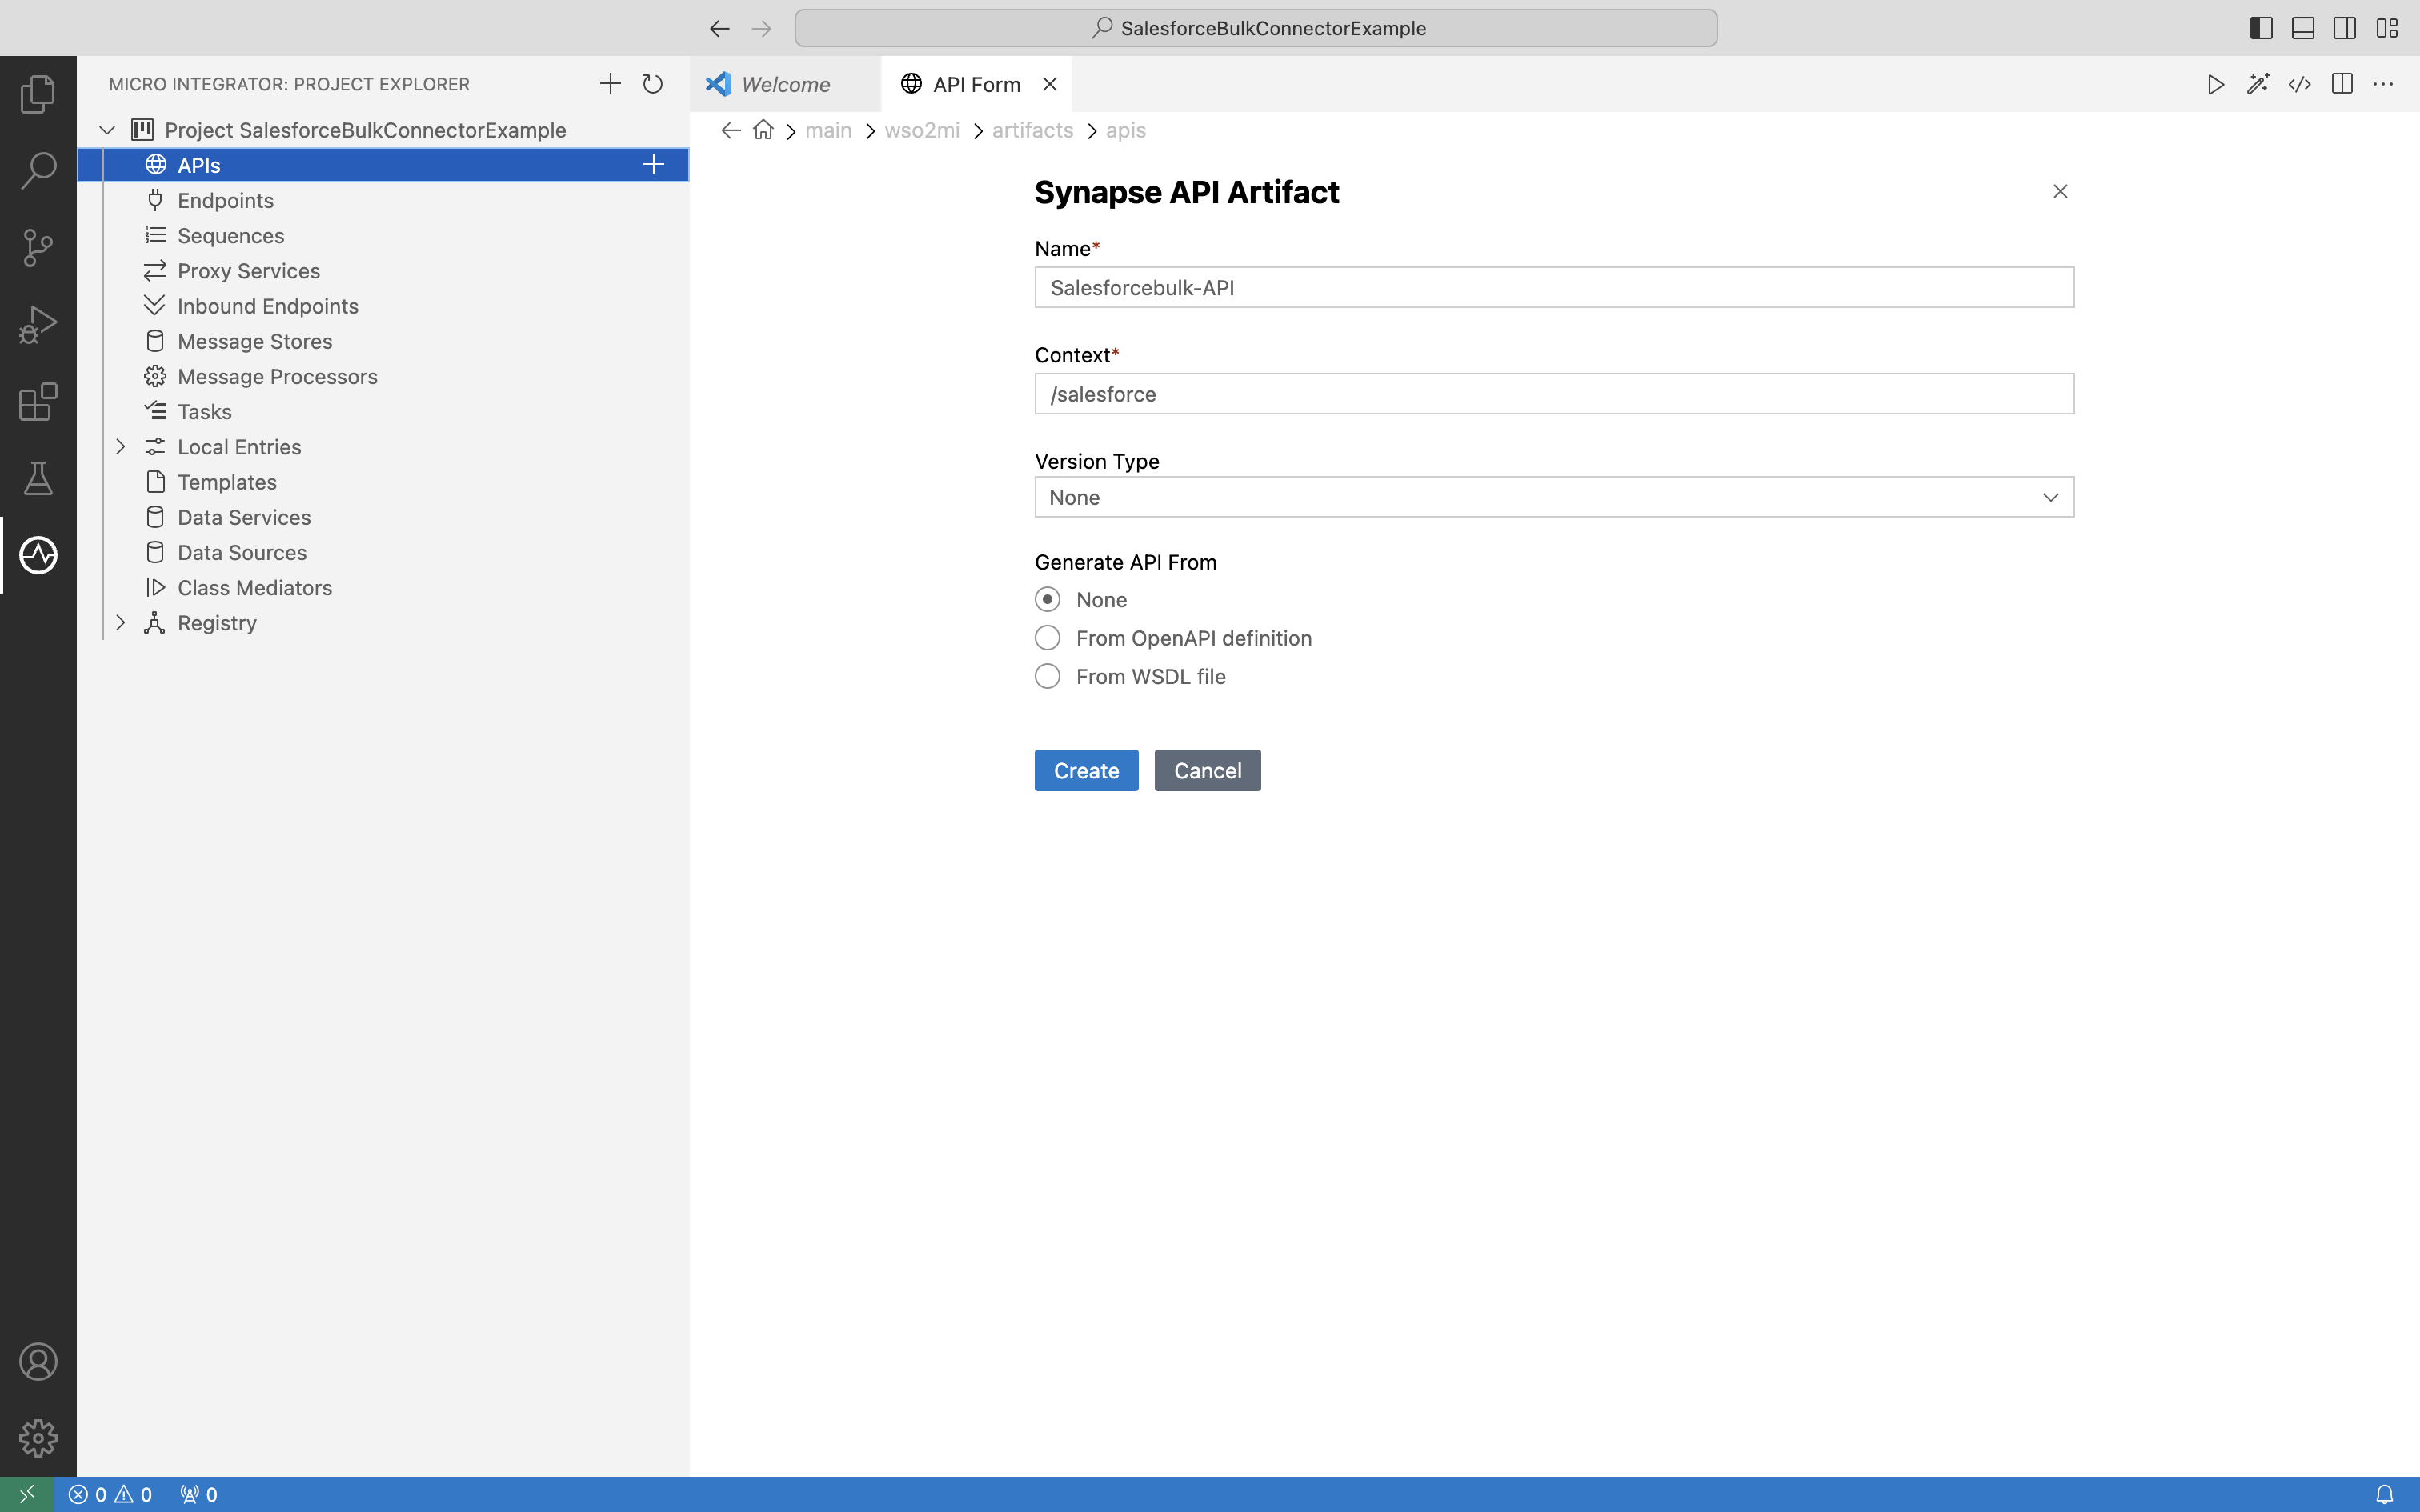 SalesforceBulkConnectorExample
MICRO INTEGRATOR: PROJECT EXPLORER
Welcome
API Form
Project SalesforceBulkConnectorExample
APIs
Endpoints
Sequences
Proxy Services
Inbound Endpoints
Message Stores
Message Processors
Tasks
Local Entries
Templates
Data Services
Data Sources
Class Mediators
Registry
main > wso2mi > artifacts > apis
Synapse API Artifact
Name*
Salesforcebulk-API
Context*
/salesforce
Version Type
None
Generate API From
None
From OpenAPI definition
From WSDL file
Create Cancel
0 0 0